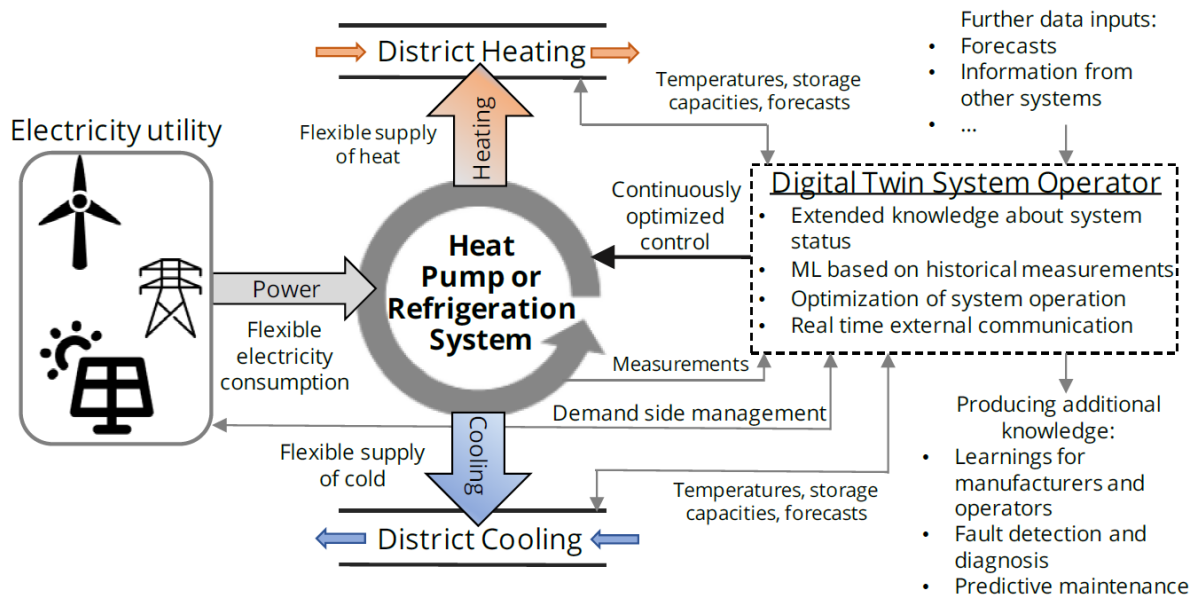 District Heating
Further data inputs:
• Forecasts
• Information from
other systems
• ...
Temperatures, storage
capacities, forecasts
Electricity utility
Flexible supply
of heat
Heating
Digital Twin System Operator
• Extended knowledge about system
status
• ML based on historical measurements
• Optimization of system operation
• Real time external communication
Continuously
optimized
control
Heat
Pump or
Refrigeration
System
Power
Flexible
electricity
consumption
Measurements
Demand side management
Cooling
Flexible supply
of cold
Temperatures, storage
capacities, forecasts
District Cooling
Producing additional
knowledge:
• Learnings for
manufacturers and
operators
• Fault detection and
diagnosis
• Predictive maintenance